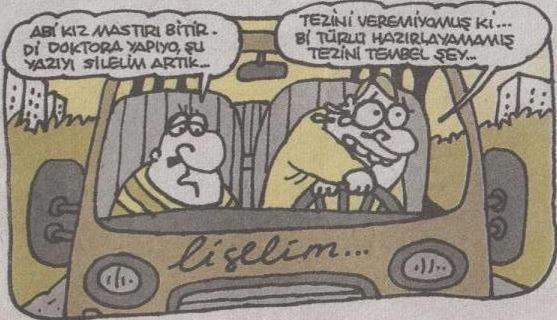 ABİ KIZ MASTIRI BİTİR-
Dİ DOKTORA YAPIYO, ŞU
YAZIYI SİLELİM ARTIK...
TEZİNİ VEREMİYOMUŞ Kİ...
Bİ TÜRLÜ HAZIRLAYAMAMIŞ
TEZİNİ TEMBEL ŞEY...
liselim...